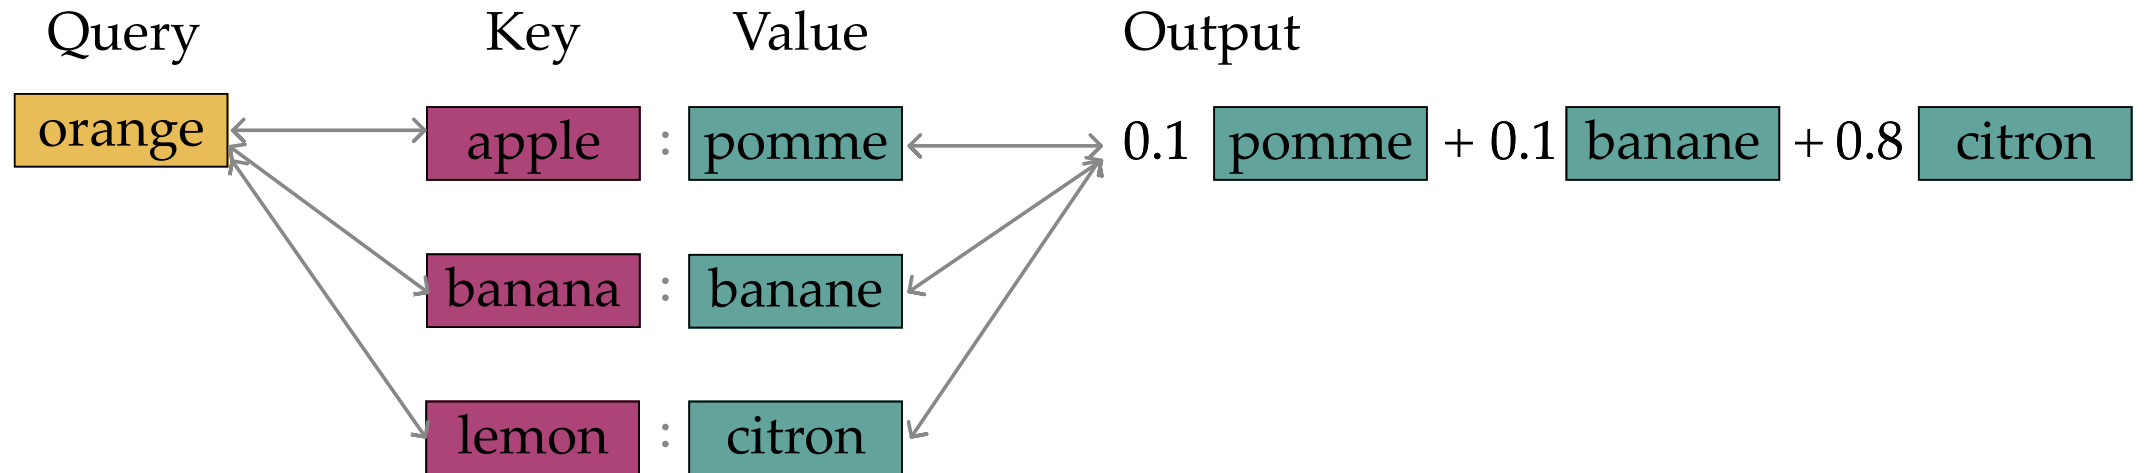 Query Key Value Output
orange apple : pomme 0.1 pomme + 0.1 banane + 0.8 citron
banana : banane
lemon : citron